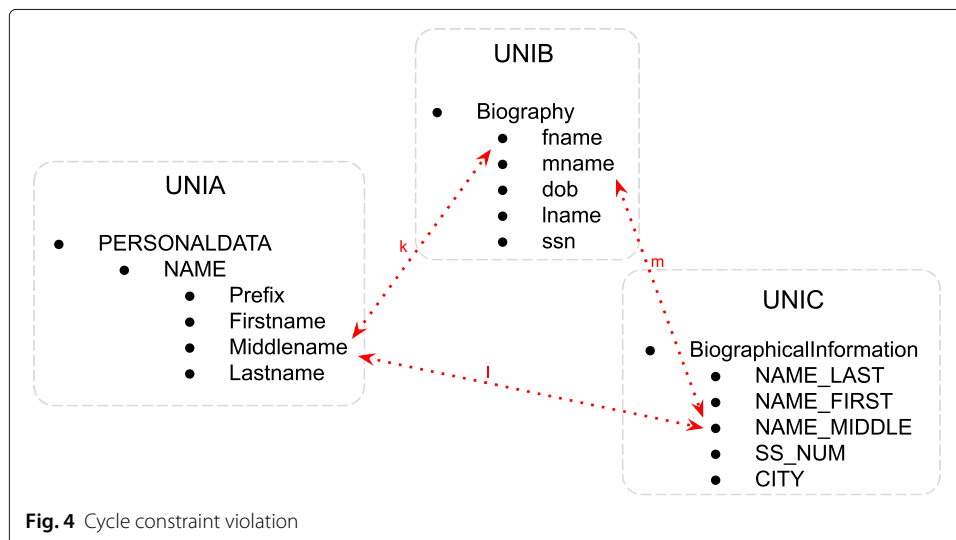 UNIB
● Biography
● fname
● mname
● dob
● lname
● ssn
UNIA
● PERSONALDATA
● NAME
● Prefix
● Firstname
● Middlename
● Lastname
k
l
m
UNIC
● BiographicalInformation
● NAME_LAST
● NAME_FIRST
● NAME_MIDDLE
● SS_NUM
● CITY
Fig. 4 Cycle constraint violation